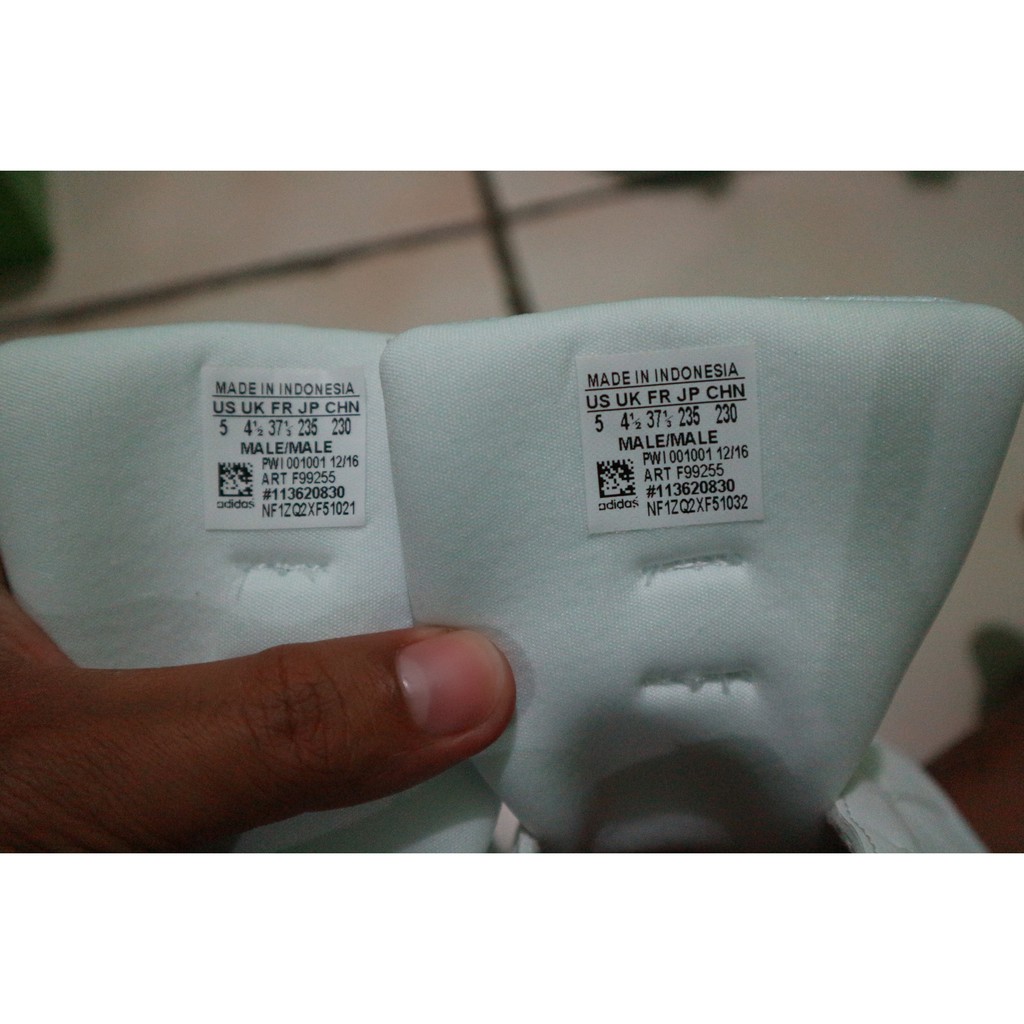 MADE IN INDONESIA
US UK FR JP CHN
5 4½ 37⅓ 235 230
MALE/MALE
PWI 001001 12/16
ART F99255
#113620830
adidas NF1ZQ2XF51021
MADE IN INDONESIA
US UK FR JP CHN
5 4½ 37⅓ 235 230
MALE/MALE
PWI 001001 12/16
ART F99255
#113620830
adidas NF1ZQ2XF51032